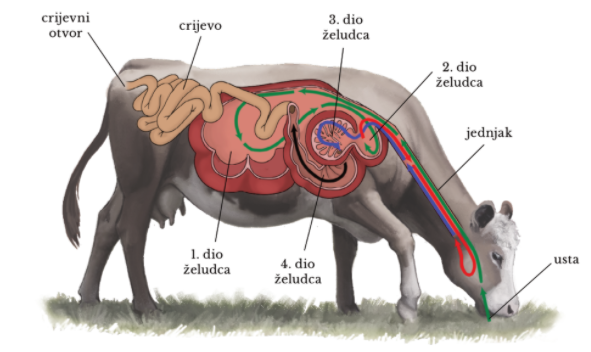 crijevni
otvor
crijevo
3. dio
želudca
2. dio
želudca
jednjak
1. dio
želudca
4. dio
želudca
usta